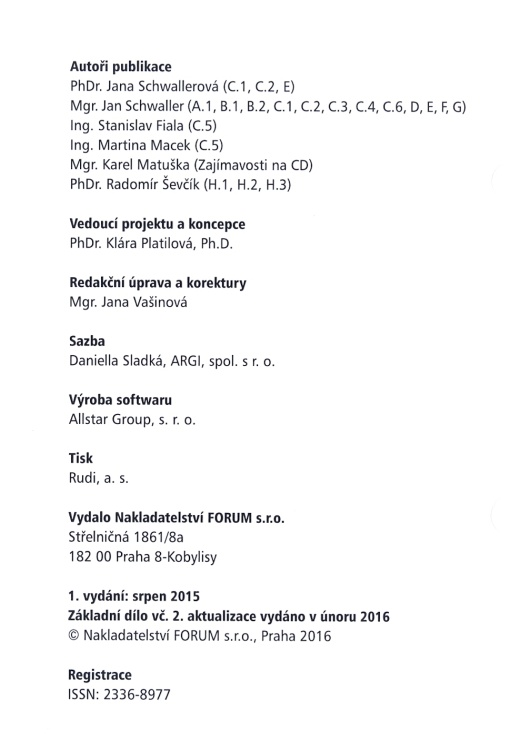 Autoři publikace
PhDr. Jana Schwallerová (C.1, C.2, E)
Mgr. Jan Schwaller (A.1, B.1, B.2, C.1, C.2, C.3, C.4, C.6, D, E, F, G)
Ing. Stanislav Fiala (C.5)
Ing. Martina Macek (C.5)
Mgr. Karel Matuška (Zajímavosti na CD)
PhDr. Radomír Ševčík (H.1, H.2, H.3)
Vedoucí projektu a koncepce
PhDr. Klára Platilová, Ph.D.
Redakční úprava a korektury
Mgr. Jana Vašinová
Sazba
Daniella Sladká, ARGI, spol. s r. o.
Výroba softwaru
Allstar Group, s. r. o.
Tisk
Rudi, a. s.
Vydalo Nakladatelství FORUM s.r.o.
Střelničná 1861/8a
182 00 Praha 8-Kobylisy
1. vydání: srpen 2015
Základní dílo vč. 2. aktualizace vydáno v únoru 2016
© Nakladatelství FORUM s.r.o., Praha 2016
Registrace
ISSN: 2336-8977